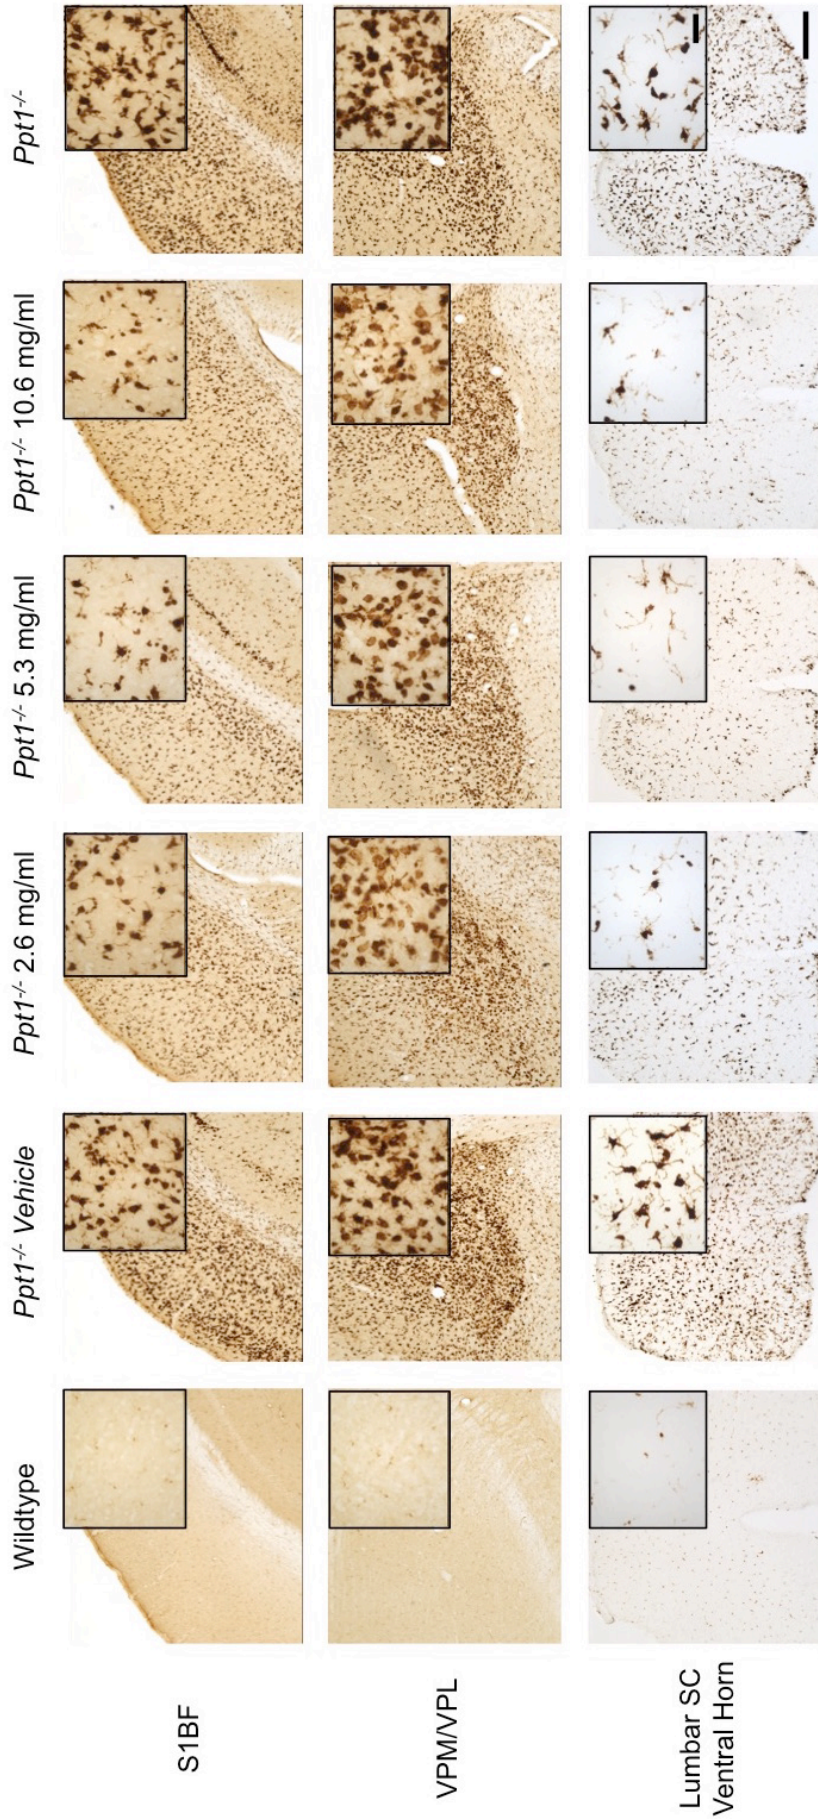 Wildtype
Ppt1-/- Vehicle
Ppt1-/- 2.6 mg/ml
Ppt1-/- 5.3 mg/ml
Ppt1-/- 10.6 mg/ml
Ppt1-/-
S1BF
VPM/VPL
Lumbar SC
Ventral Horn